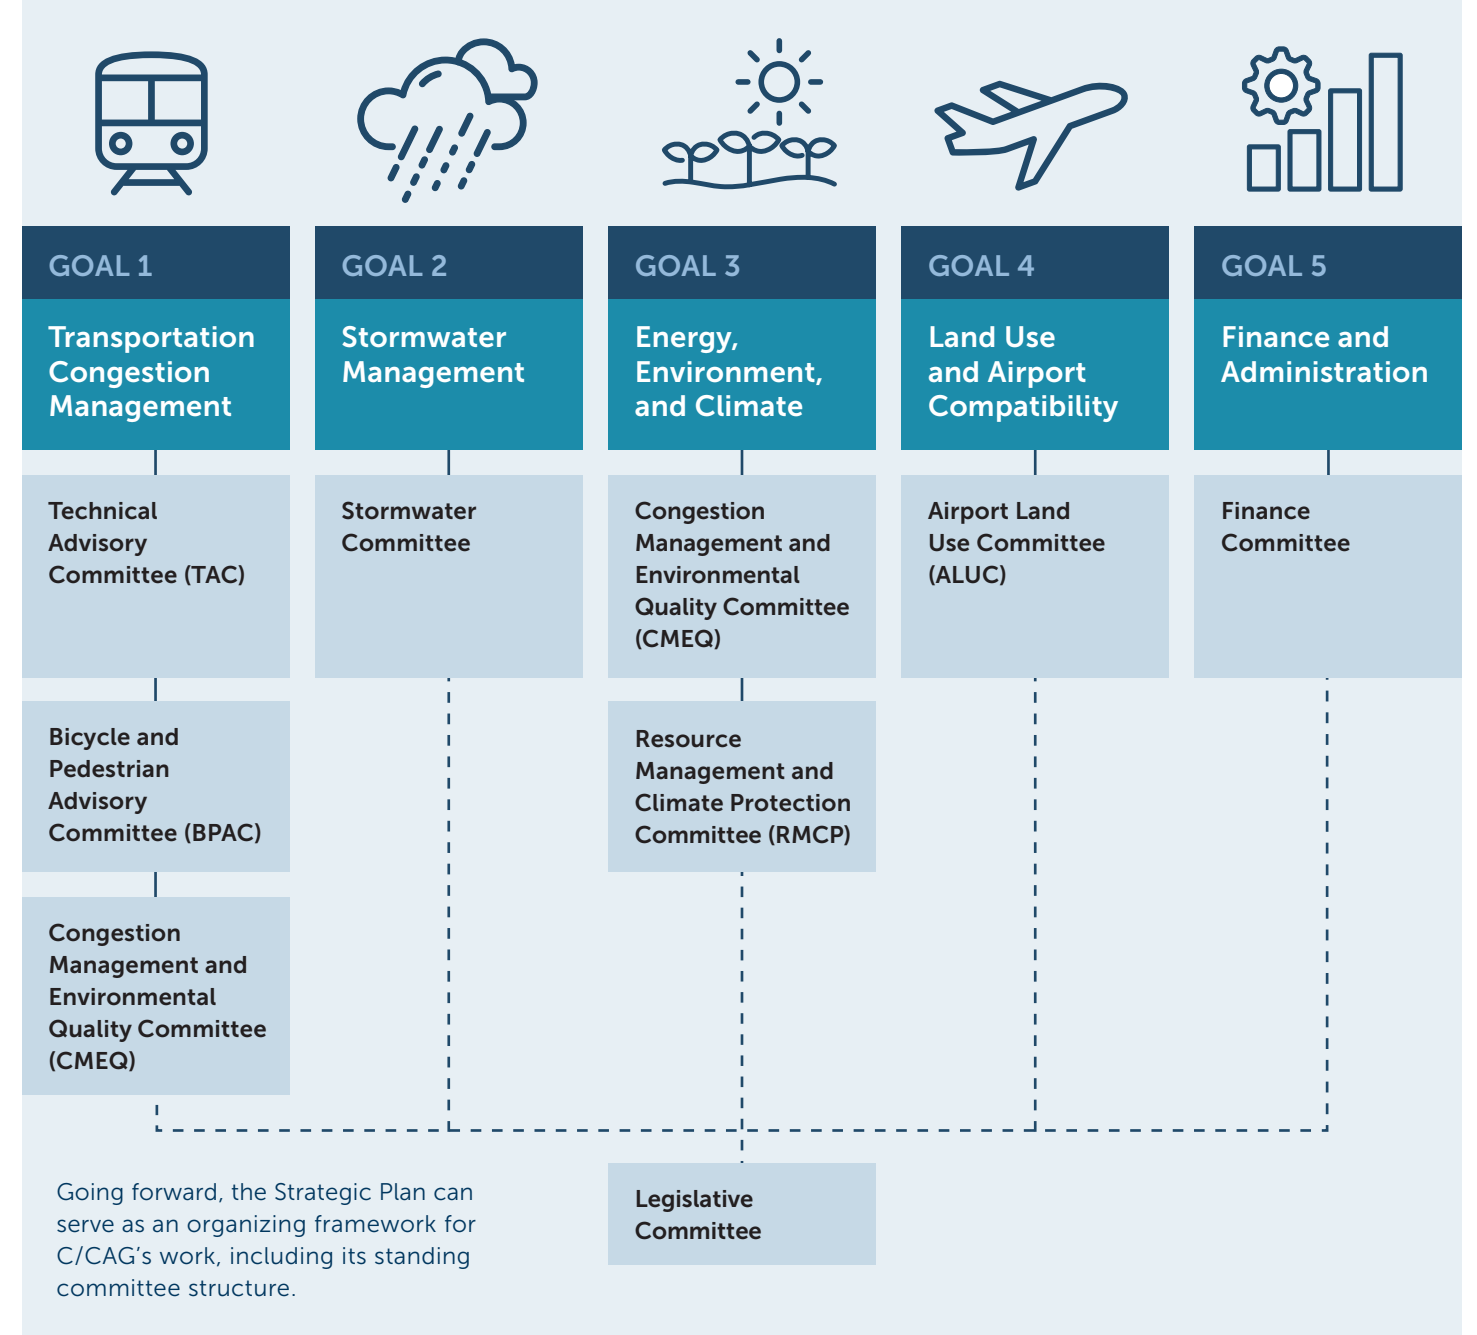 GOAL 1
Transportation
Congestion
Management
Technical
Advisory
Committee (TAC)
Bicycle and
Pedestrian
Advisory
Committee (BPAC)
Congestion
Management and
Environmental
Quality Committee
(CMEQ)
GOAL 2
Stormwater
Management
Stormwater
Committee
GOAL 3
Energy,
Environment,
and Climate
Congestion
Management and
Environmental
Quality Committee
(CMEQ)
Resource
Management and
Climate Protection
Committee (RMCP)
GOAL 4
Land Use
and Airport
Compatibility
Airport Land
Use Committee
(ALUC)
GOAL 5
Finance and
Administration
Finance
Committee
Legislative
Committee
Going forward, the Strategic Plan can
serve as an organizing framework for
C/CAG’s work, including its standing
committee structure.